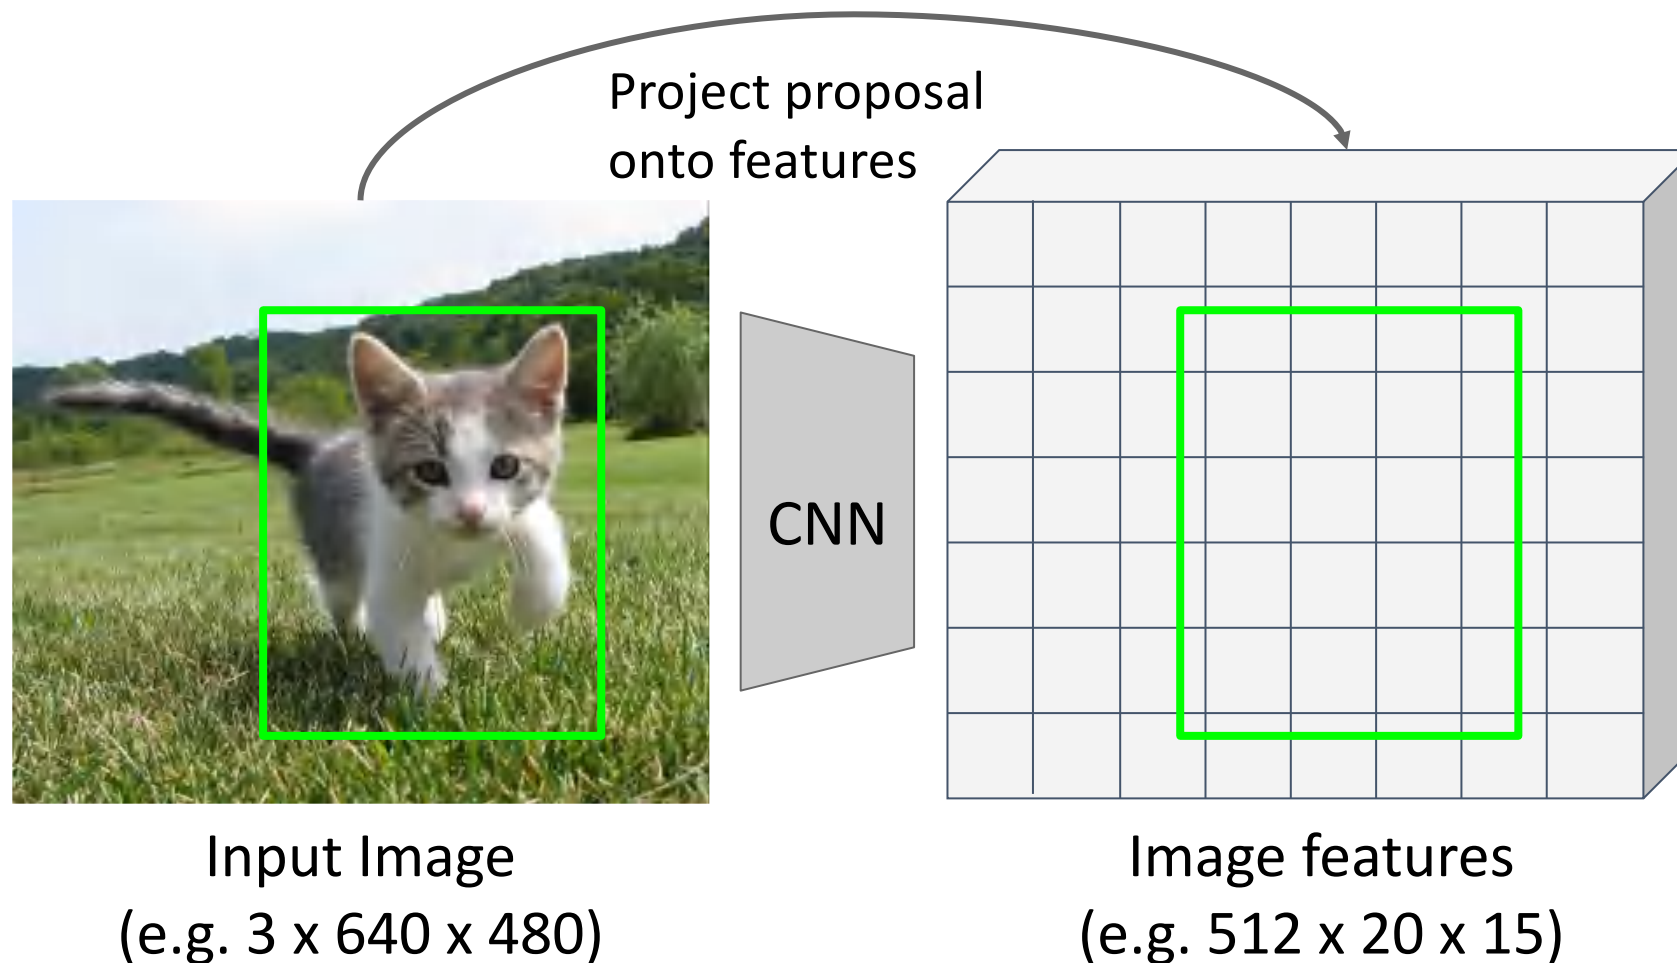 Project proposal
onto features
CNN
Input Image
(e.g. 3 x 640 x 480)
Image features
(e.g. 512 x 20 x 15)